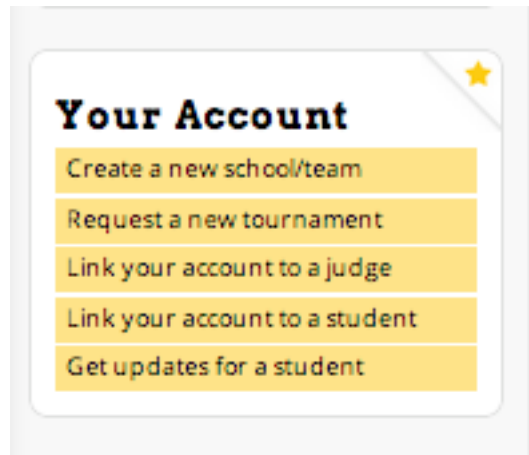 Your Account
Create a new school/team
Request a new tournament
Link your account to a judge
Link your account to a student
Get updates for a student